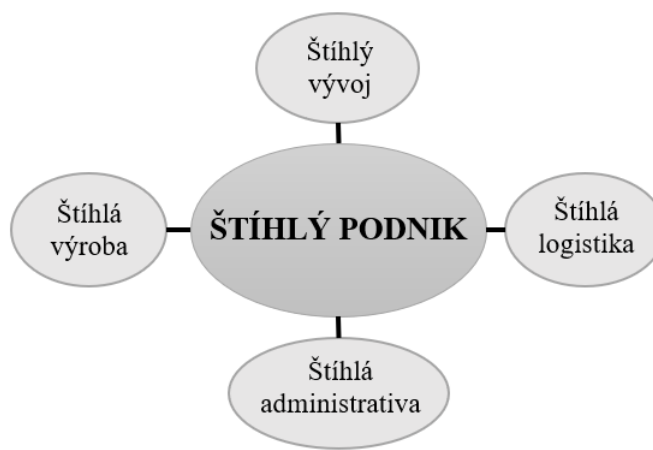 Štíhlý
vývoj
Štíhlá
výroba
ŠTÍHLÝ PODNIK
Štíhlá
logistika
Štíhlá
administrativa